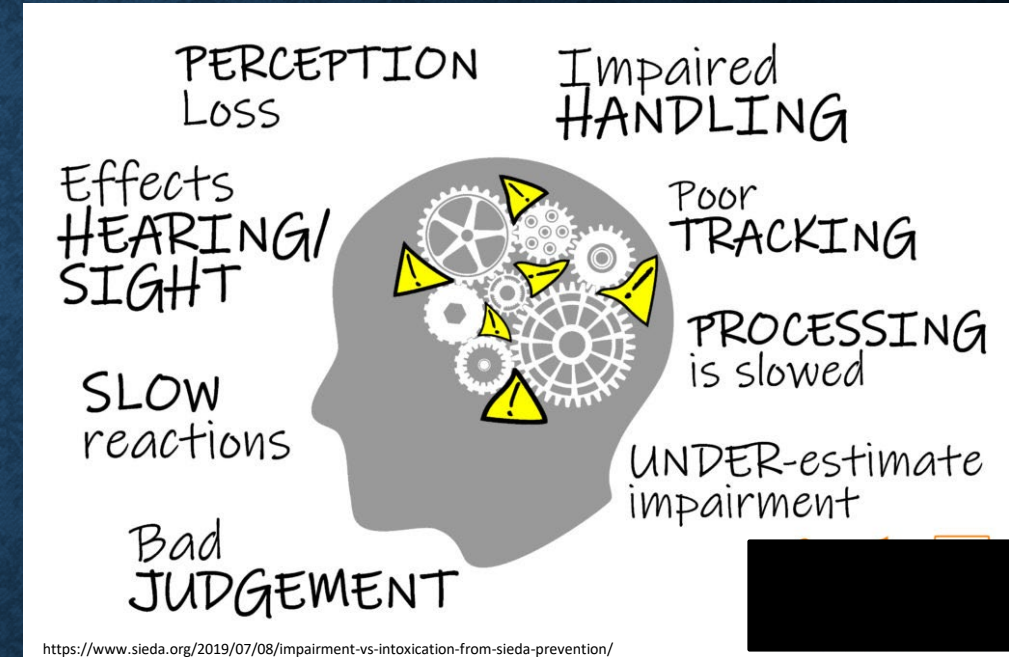 PERCEPTION
Loss
Impaired
HANDLING
Effects
HEARING/
SIGHT
Poor
TRACKING
PROCESSING
is slowed
SLOW
reactions
UNDER-estimate
impairment
Bad
JUDGEMENT
https://www.sieda.org/2019/07/08/impairment-vs-intoxication-from-sieda-prevention/